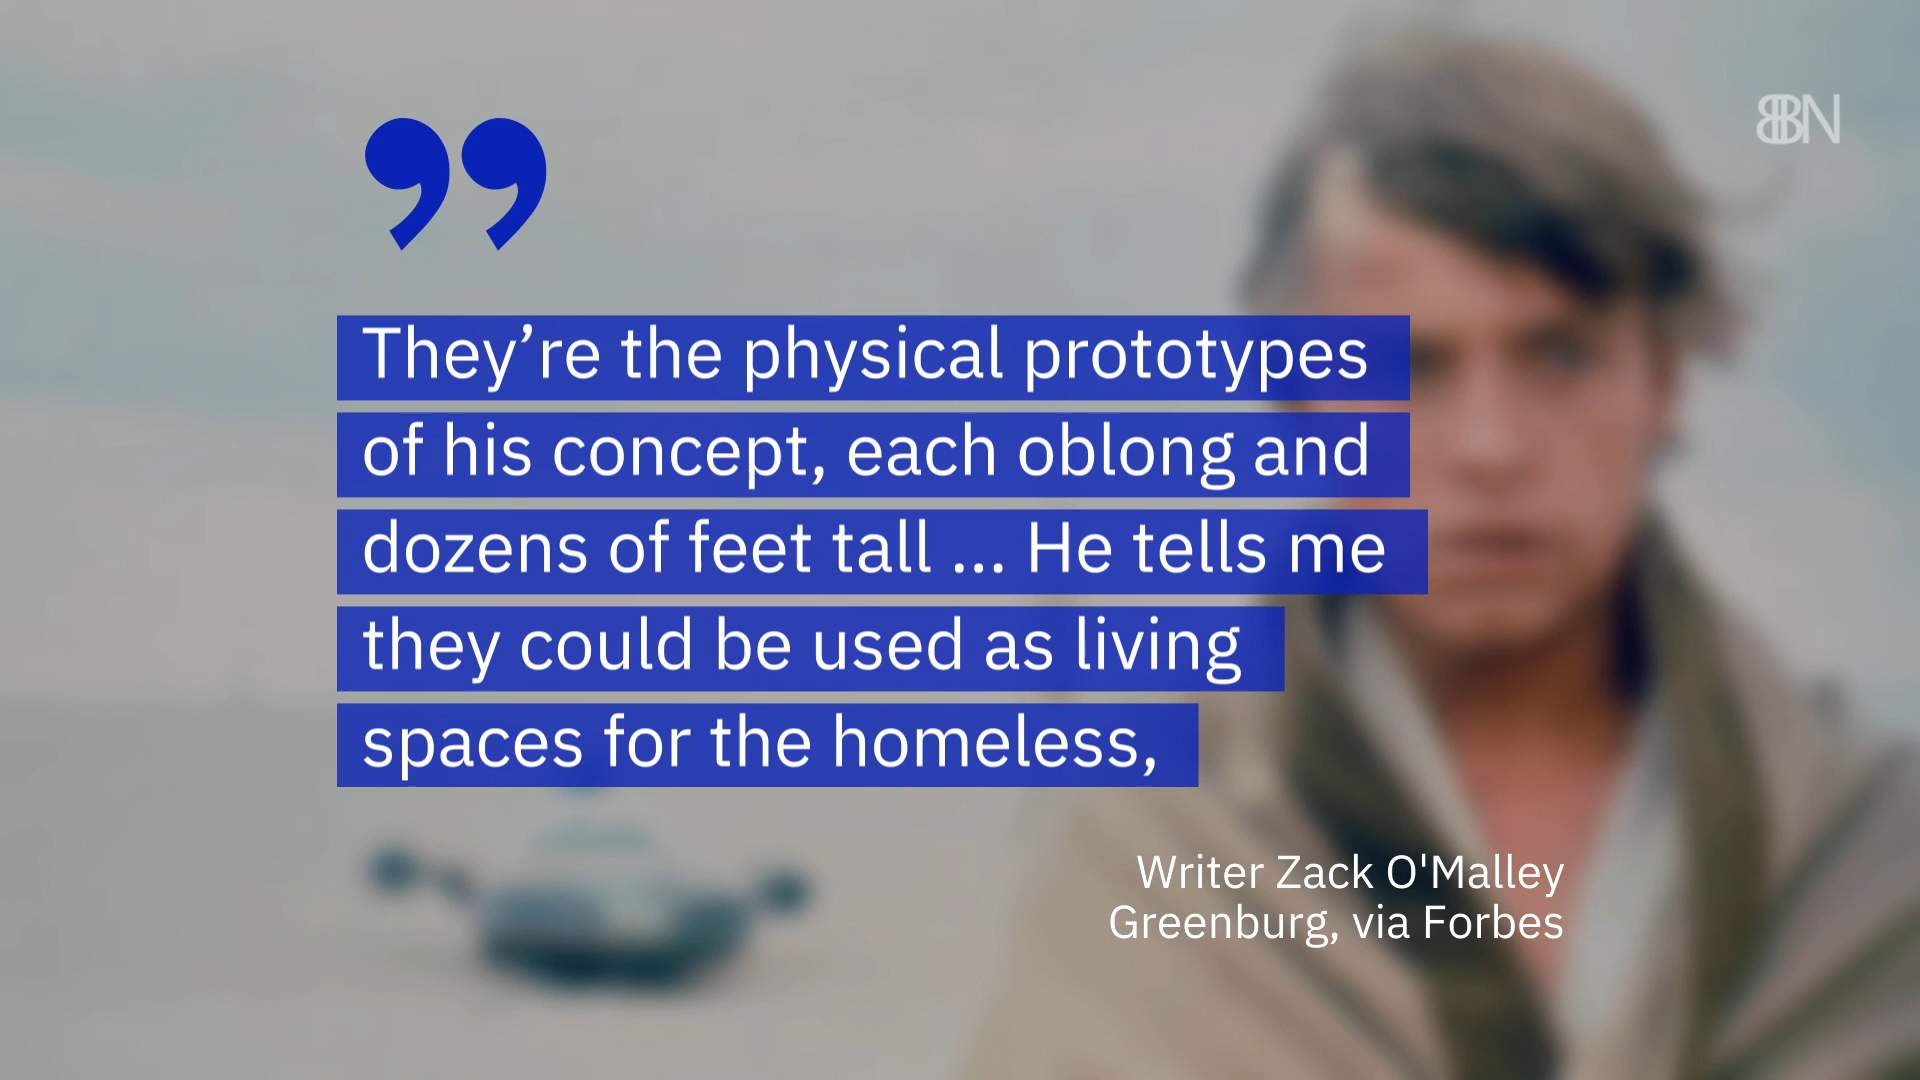 BBN
”
They’re the physical prototypes
of his concept, each oblong and
dozens of feet tall ... He tells me
they could be used as living
spaces for the homeless,
Writer Zack O'Malley
Greenburg, via Forbes